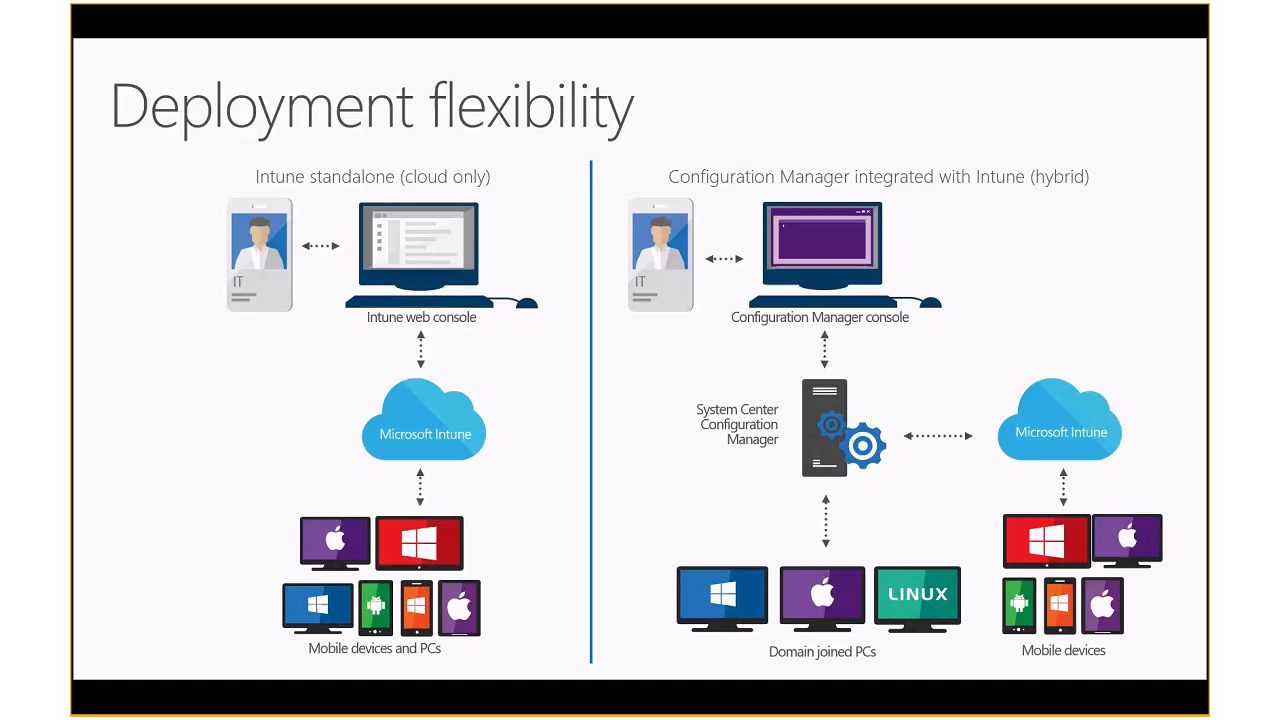 Deployment flexibility
Intune standalone (cloud only)
IT
Intune web console
Microsoft Intune
Mobile devices and PCs
Configuration Manager integrated with Intune (hybrid)
IT
Configuration Manager console
System Center
Configuration
Manager
Microsoft Intune
LINUX
Domain joined PCs
Mobile devices